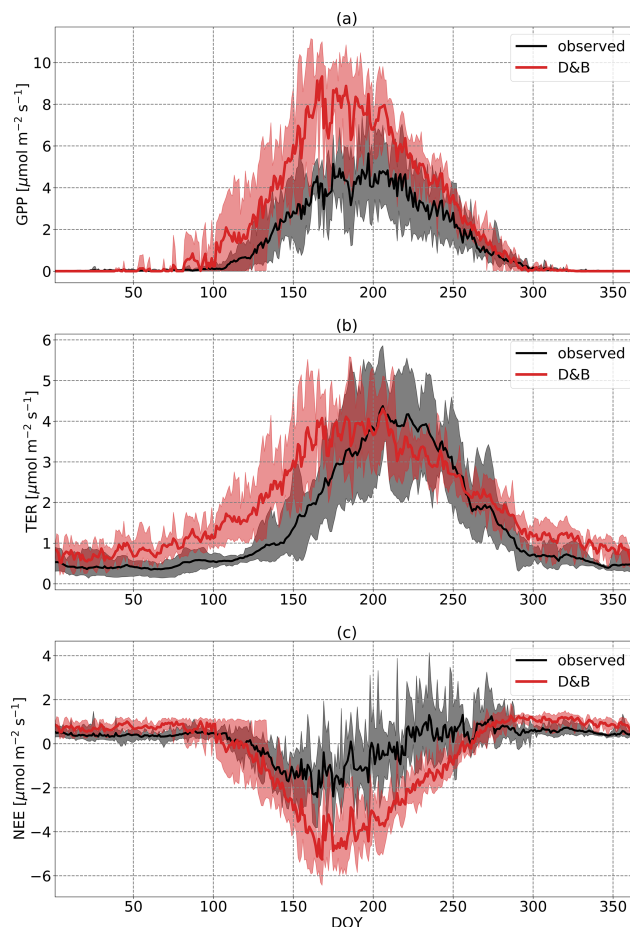 (a)
GPP [μmol m⁻² s⁻¹]
10
8
6
4
2
0
observed
D&B
50 100 150 200 250 300 350
(b)
TER [μmol m⁻² s⁻¹]
6
5
4
3
2
1
0
observed
D&B
50 100 150 200 250 300 350
(c)
NEE [μmol m⁻² s⁻¹]
4
2
0
−2
−4
−6
observed
D&B
50 100 150 200 250 300 350
DOY